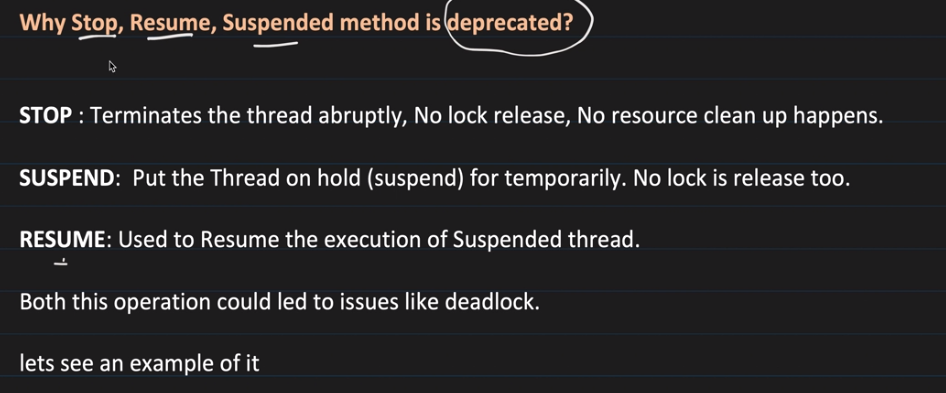 Why Stop, Resume, Suspended method is deprecated?
STOP : Terminates the thread abruptly, No lock release, No resource clean up happens.
SUSPEND: Put the Thread on hold (suspend) for temporarily. No lock is release too.
RESUME: Used to Resume the execution of Suspended thread.
Both this operation could led to issues like deadlock.
lets see an example of it